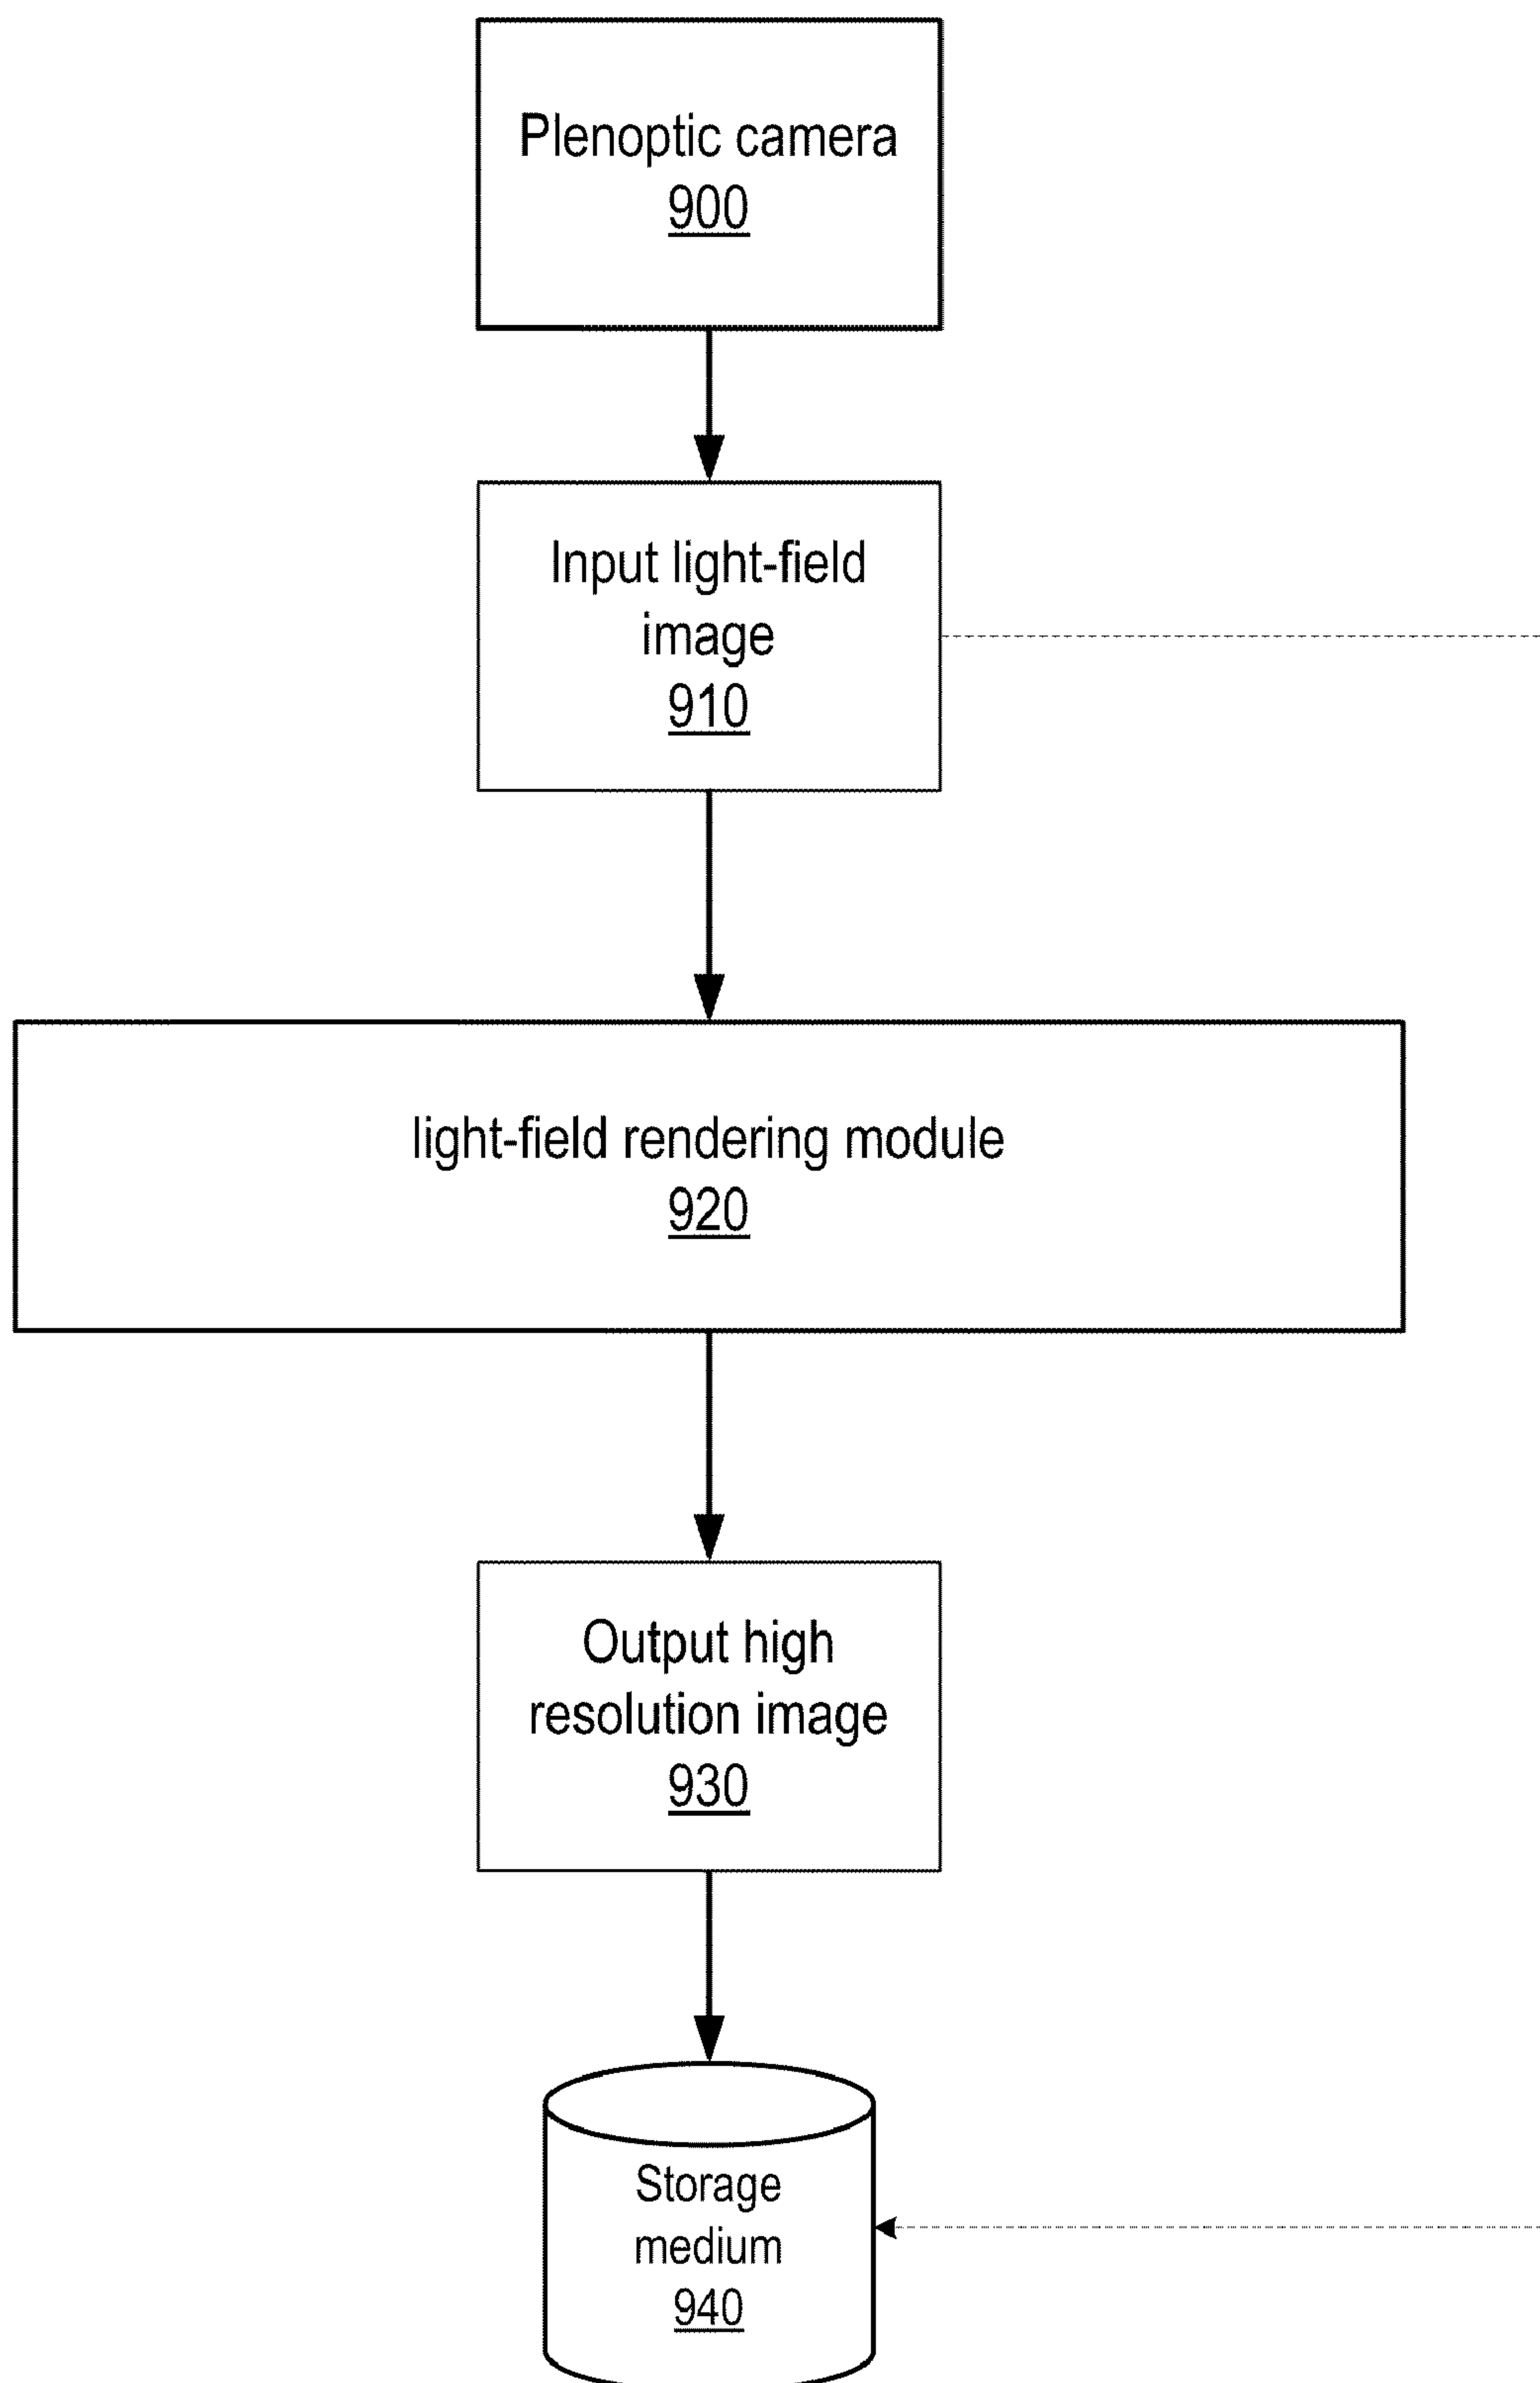 Plenoptic camera
900
Input light-field
image
910
light-field rendering module
920
Output high
resolution image
930
Storage
medium
940